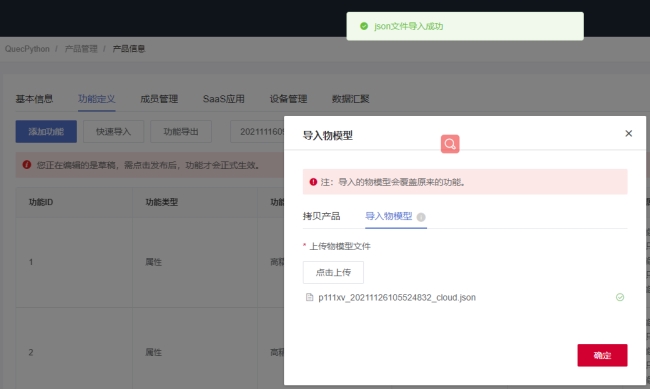 json文件导入成功
QuecPython / 产品管理 / 产品信息
基本信息 功能定义 成员管理 SaaS应用 设备管理 数据汇聚
添加功能 快速导入 功能导出
导入物模型
您正在编辑的是草稿，需点击发布后，功能才会正式生效。
注：导入的物模型会覆盖原来的功能。
功能ID 功能类型
拷贝产品 导入物模型
* 上传物模型文件
1 属性
点击上传
p111xv_20211126105524832_cloud.json
2 属性
确定